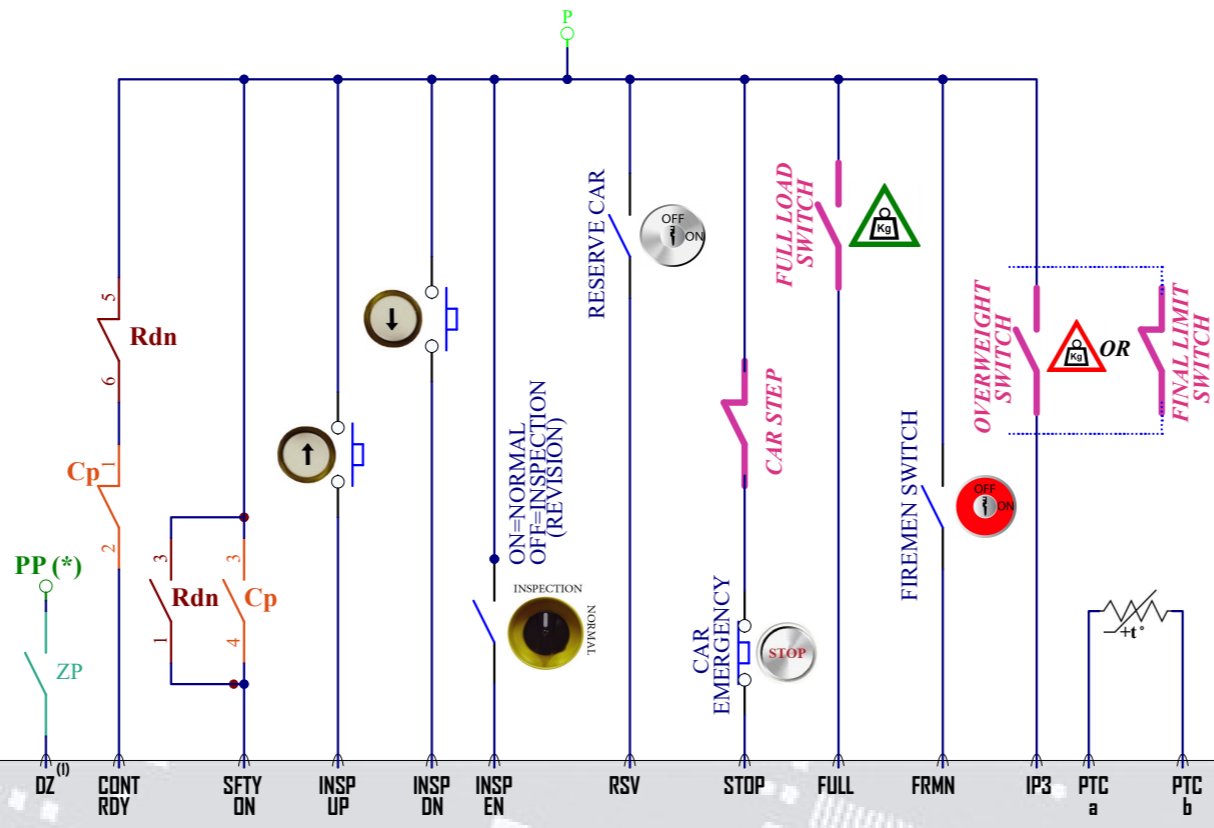 P
5
Rdn
6
Cp
1
2
PP (*)
ZP
3
Rdn
1
3
Cp
4
ON=NORMAL
OFF=INSPECTION
(REVISION)
INSPECTION
NORMAL
RESERVE CAR
OFF
ON
CAR STEP
CAR
EMERGENCY
STOP
FULL LOAD
SWITCH
Kg
FIREMEN SWITCH
OFF
ON
OVERWEIGHT
SWITCH
Kg
OR
FINAL LIMIT
SWITCH
+t°
DZ (1)
CONT
RDY
SFTY
ON
INSP
UP
INSP
DN
INSP
EN
RSV
STOP
FULL
FRMN
IP3
PTC
a
PTC
b